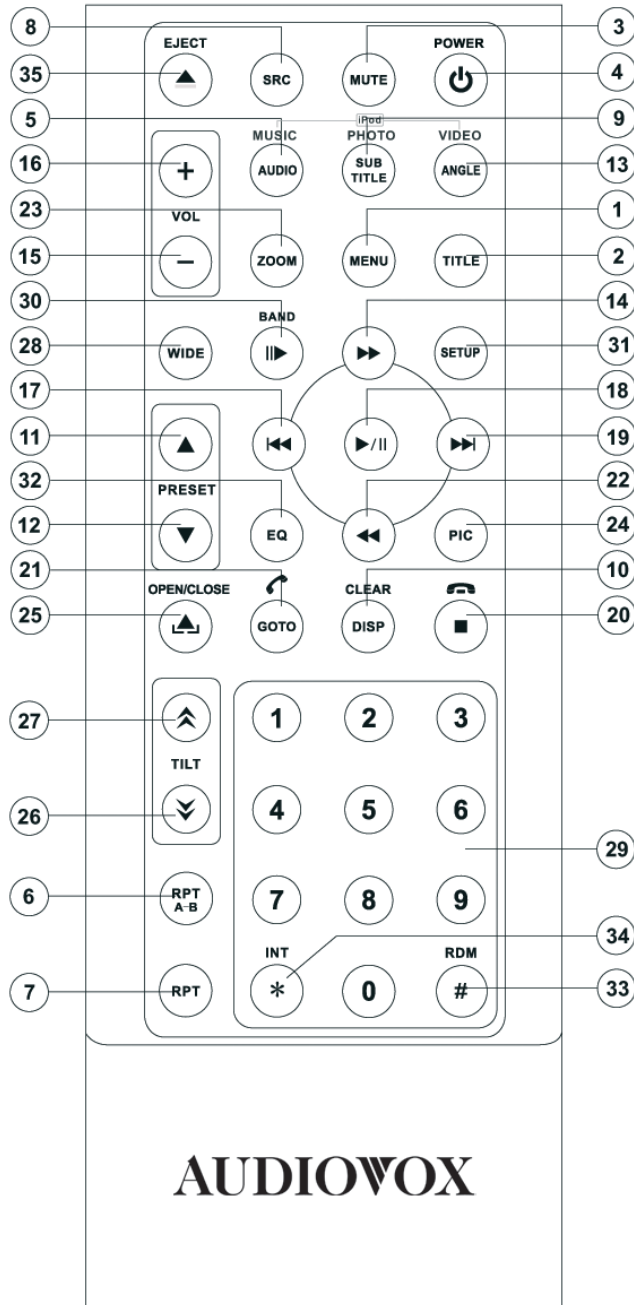 8 3
EJECT POWER
35 SRC MUTE 4
5 iPod 9
MUSIC PHOTO VIDEO
16 + AUDIO SUB TITLE ANGLE 13
VOL
23 1
15 − ZOOM MENU TITLE 2
30 BAND 14
28 WIDE SETUP 31
17 18
11 19
32 PRESET 22
12 EQ PIC 24
21 10
OPEN/CLOSE CLEAR
25 GOTO DISP 20
27 1 2 3
TILT
26 4 5 6
29
6 RPT A-B 7 8 9
34
INT RDM
7 RPT * 0 # 33
AUDIOVOX